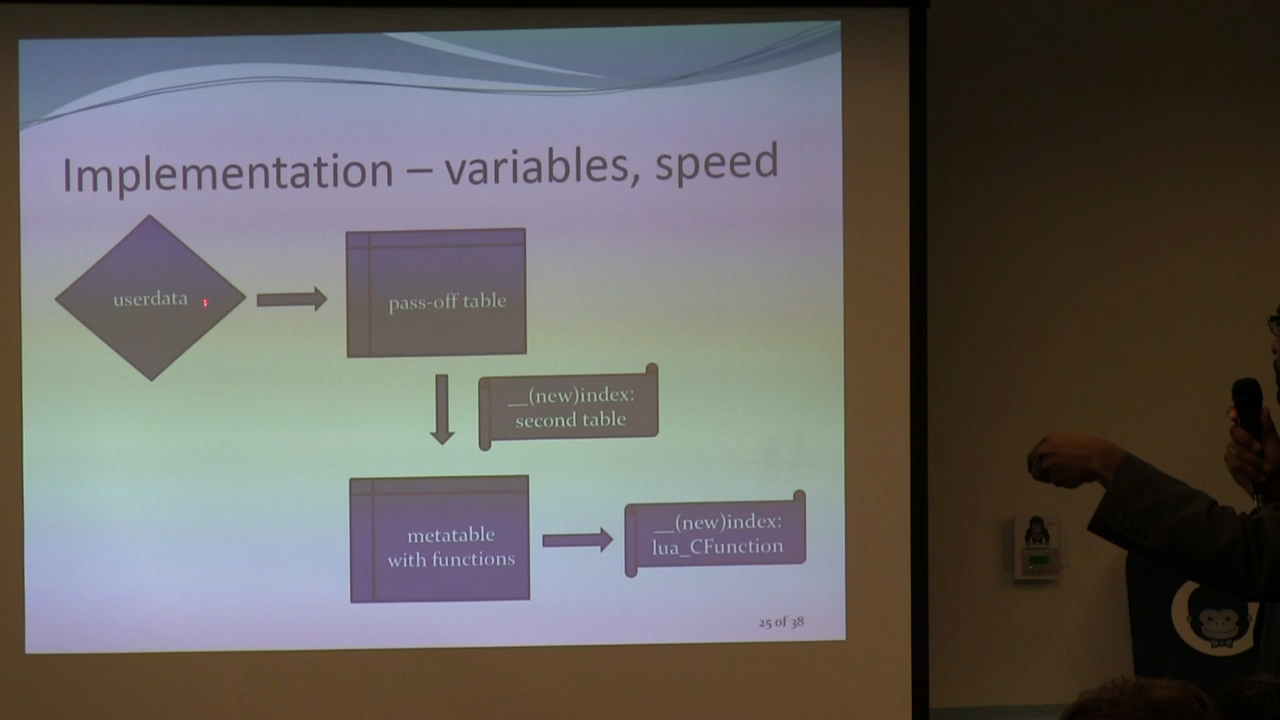 Implementation – variables, speed
userdata
pass-off table
__(new)index:
second table
metatable
with functions
__(new)index:
lua_CFunction
25 of 38